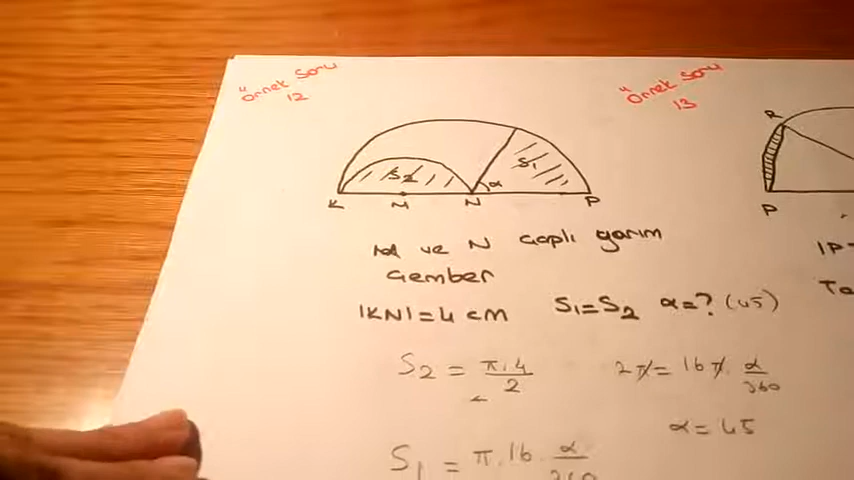 "Örnek Soru
12
"Örnek Soru
13
S2
S1
α
K
M
N
P
R
P
M ve N çaplı yarım
Çember
|KN|=4 cm
S1=S2 α=? (45)
S2 = π.4/2
2π=16π.α/360
α=45
S1 = π.16.α/360
|P